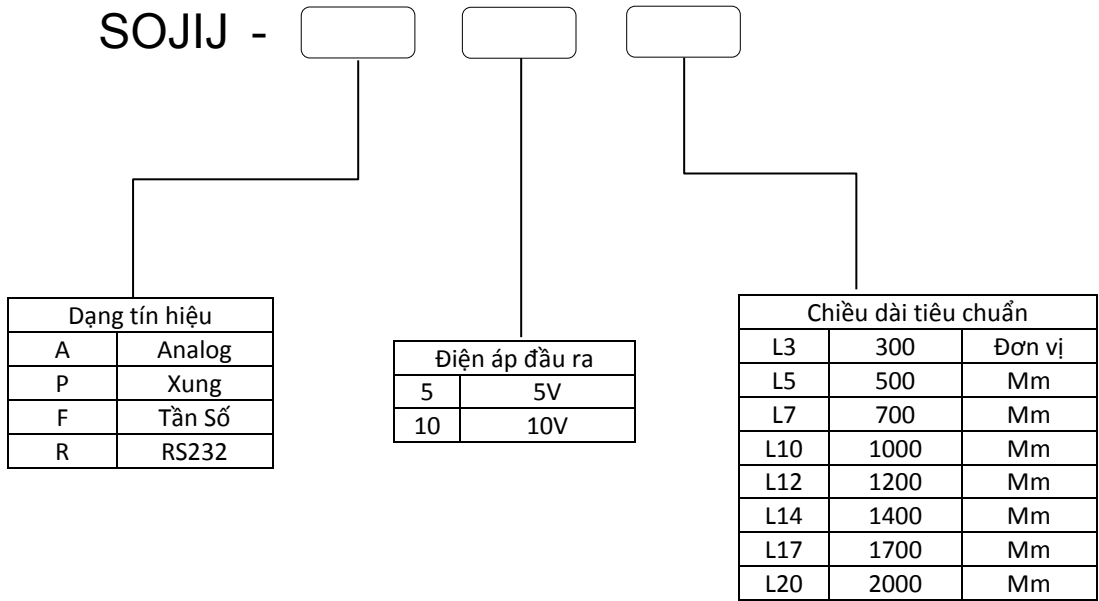 SOJIJ -
Dạng tín hiệu
A Analog
P Xung
F Tần Số
R RS232
Điện áp đầu ra
5 5V
10 10V
Chiều dài tiêu chuẩn
L3 300 Đơn vị
L5 500 Mm
L7 700 Mm
L10 1000 Mm
L12 1200 Mm
L14 1400 Mm
L17 1700 Mm
L20 2000 Mm